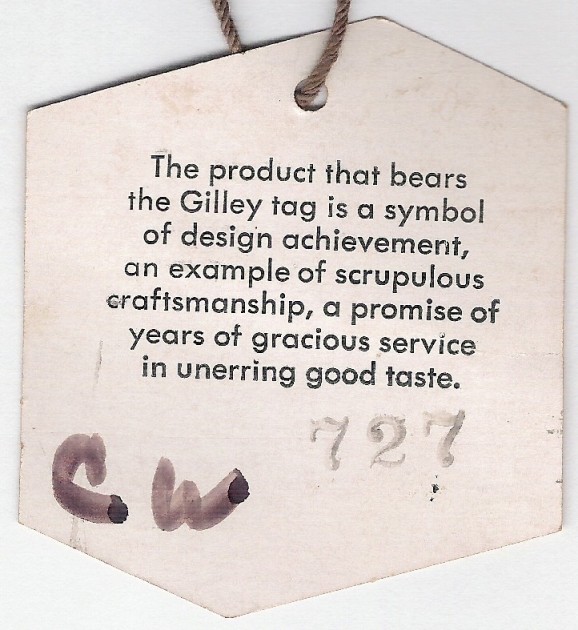 The product that bears
the Gilley tag is a symbol
of design achievement,
an example of scrupulous
craftsmanship, a promise of
years of gracious service
in unerring good taste.
727
C. W.